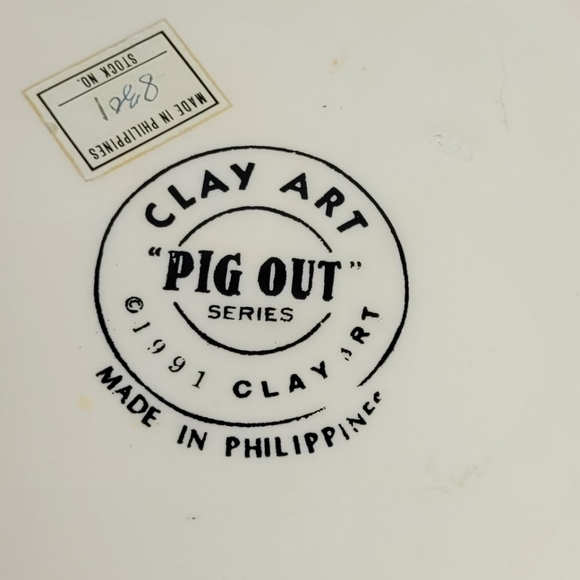 MADE IN PHILIPPINES
STOCK NO.
CLAY ART
"PIG OUT"
SERIES
©1991 CLAY ART
MADE IN PHILIPPINES